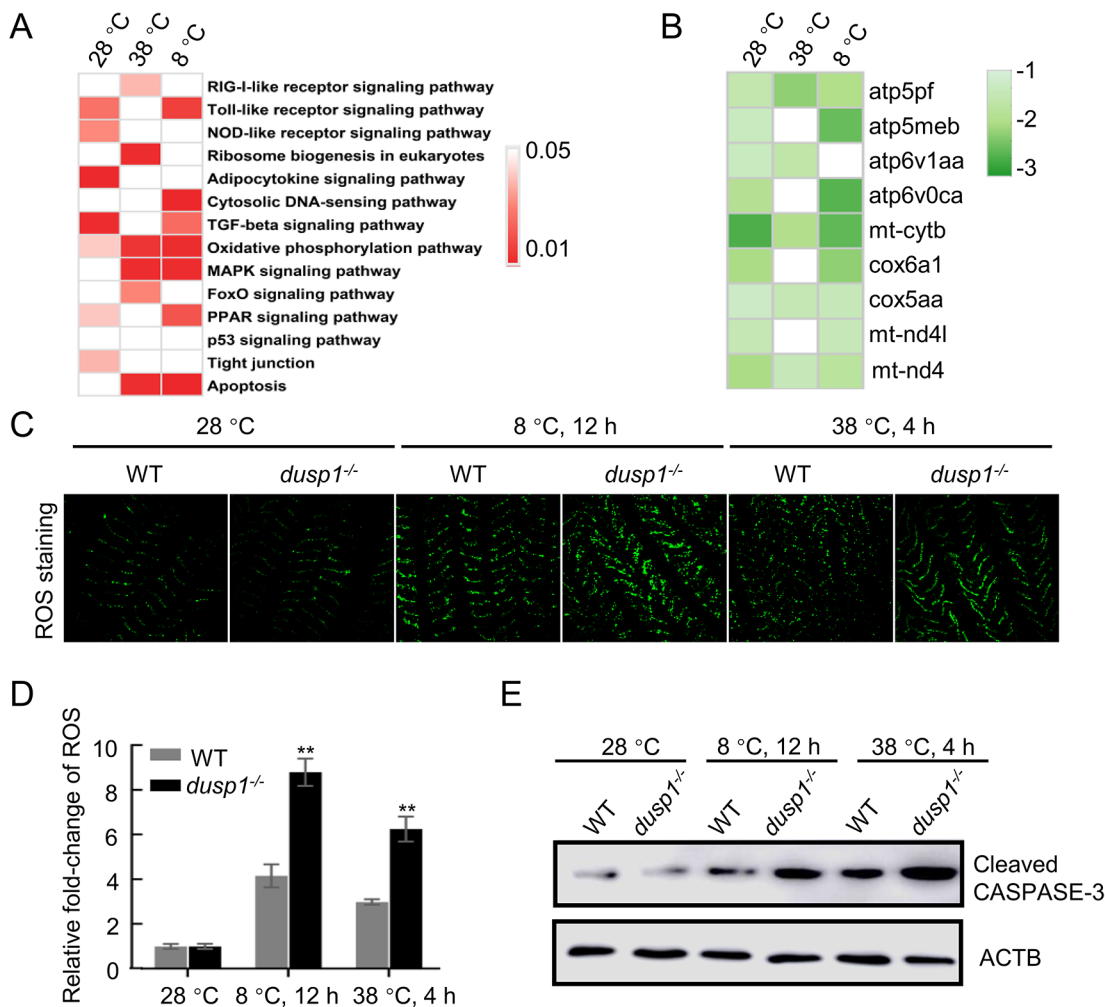 A
28 °C
38 °C
8 °C
RIG-I-like receptor signaling pathway
Toll-like receptor signaling pathway
NOD-like receptor signaling pathway
Ribosome biogenesis in eukaryotes
Adipocytokine signaling pathway
Cytosolic DNA-sensing pathway
TGF-beta signaling pathway
Oxidative phosphorylation pathway
MAPK signaling pathway
FoxO signaling pathway
PPAR signaling pathway
p53 signaling pathway
Tight junction
Apoptosis
0.05
0.01
B
28 °C
38 °C
8 °C
atp5pf
atp5meb
atp6v1aa
atp6v0ca
mt-cytb
cox6a1
cox5aa
mt-nd4l
mt-nd4
-1
-2
-3
C
28 °C 8 °C, 12 h 38 °C, 4 h
WT dusp1-/- WT dusp1-/- WT dusp1-/-
ROS staining
D
Relative fold-change of ROS
10
8
6
4
2
0
WT
dusp1-/-
**
**
28 °C 8 °C, 12 h 38 °C, 4 h
E
28 °C 8 °C, 12 h 38 °C, 4 h
WT dusp1-/- WT dusp1-/- WT dusp1-/-
Cleaved
CASPASE-3
ACTB